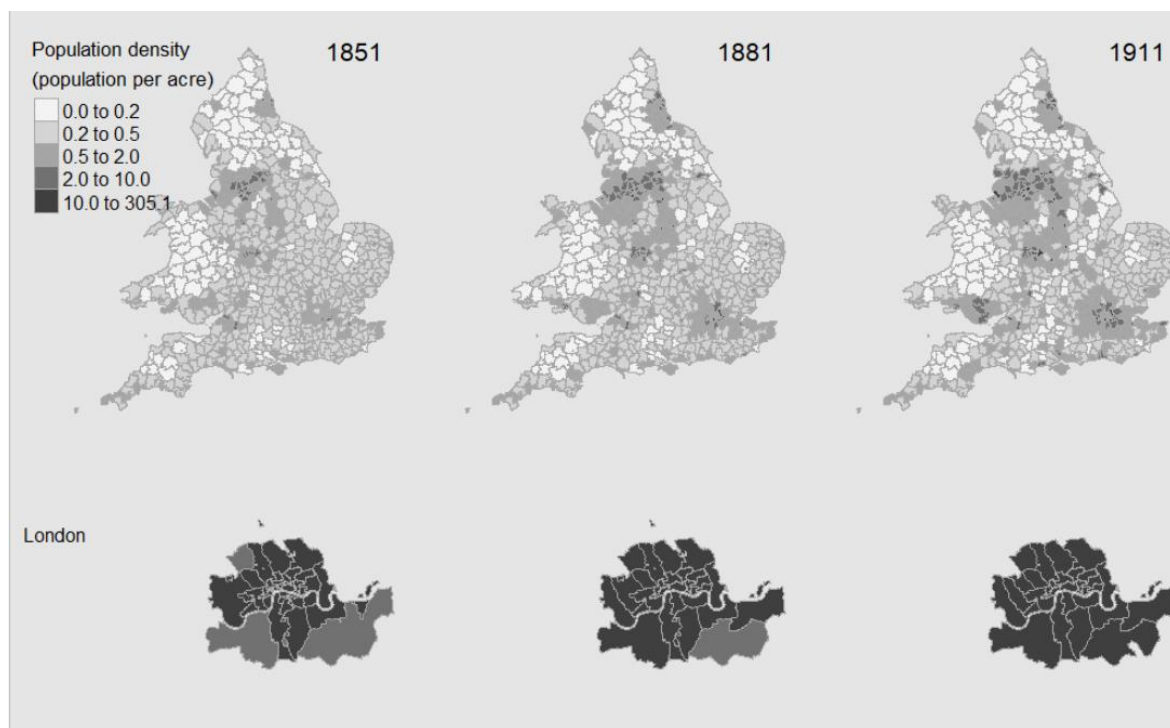 Population density
(population per acre)
0.0 to 0.2
0.2 to 0.5
0.5 to 2.0
2.0 to 10.0
10.0 to 305.1
1851
1881
1911
London